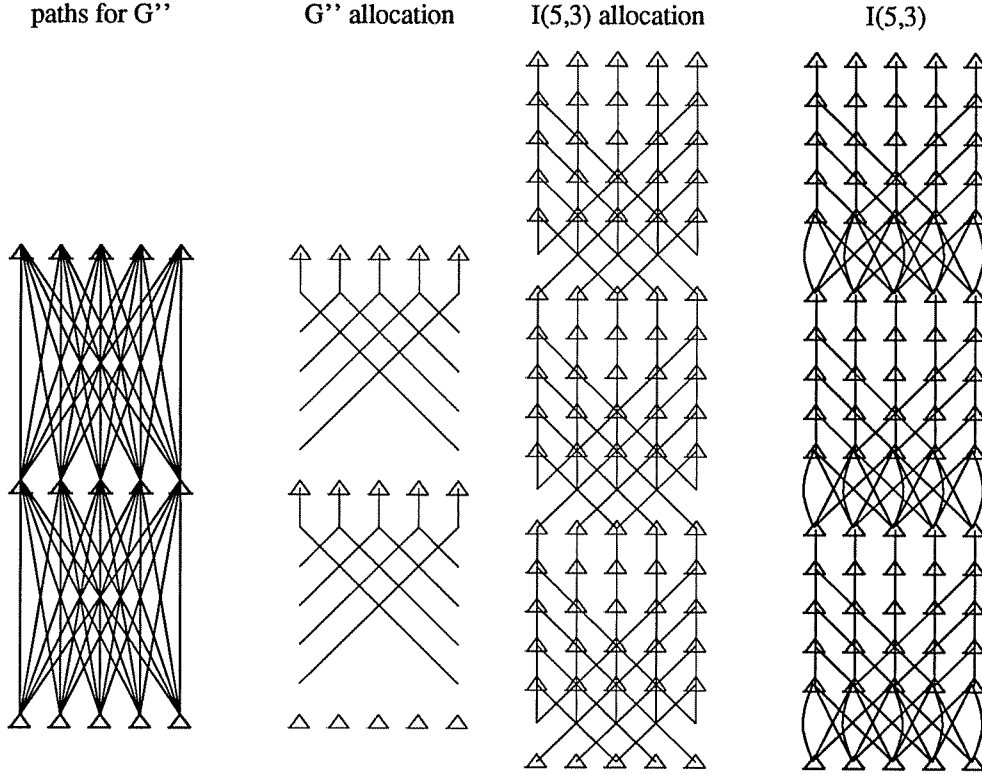 paths for G’’
G’’ allocation
I(5,3) allocation
I(5,3)